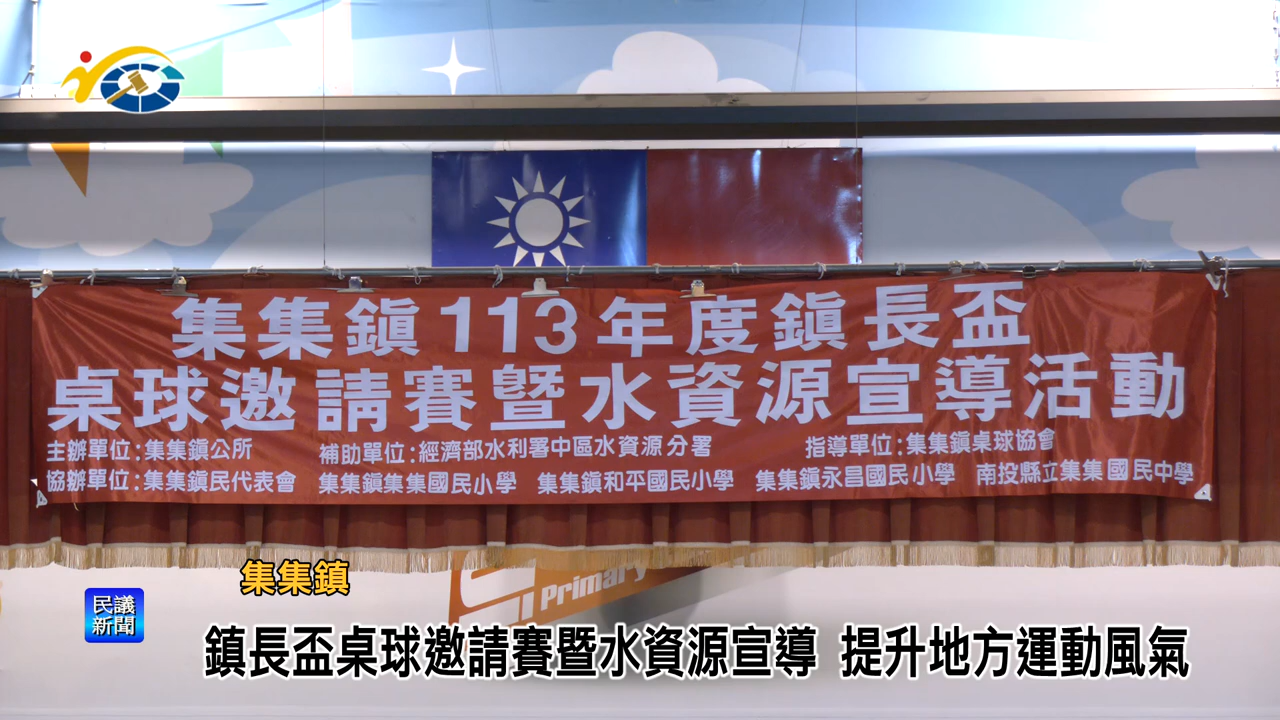 集集鎮113年度鎮長盃
桌球邀請賽暨水資源宣導活動
主辦單位:集集鎮公所 補助單位:經濟部水利署中區水資源分署 指導單位:集集鎮桌球協會
協辦單位:集集鎮民代表會 集集鎮集集國民小學 集集鎮和平國民小學 集集鎮永昌國民小學 南投縣立集集國民中學
Primary
集集鎮
民議
新聞
鎮長盃桌球邀請賽暨水資源宣導 提升地方運動風氣